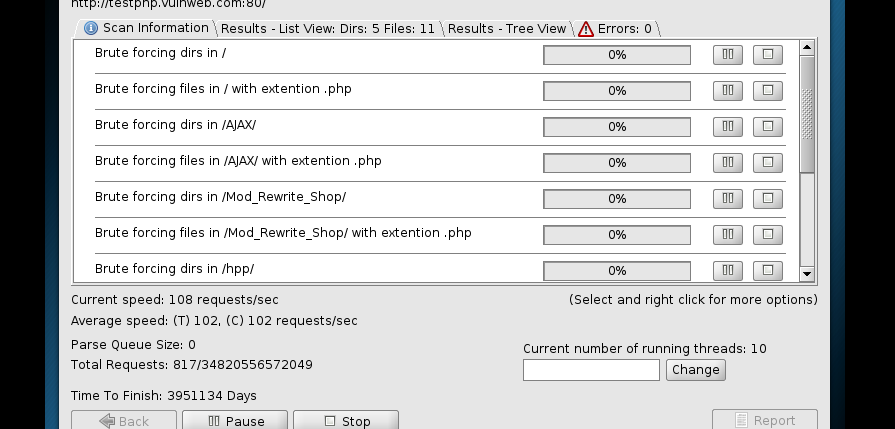 http://testphp.vulnweb.com:80/
Scan Information Results - List View: Dirs: 5 Files: 11 Results - Tree View Errors: 0
Brute forcing dirs in / 0%
Brute forcing files in / with extention .php 0%
Brute forcing dirs in /AJAX/ 0%
Brute forcing files in /AJAX/ with extention .php 0%
Brute forcing dirs in /Mod_Rewrite_Shop/ 0%
Brute forcing files in /Mod_Rewrite_Shop/ with extention .php 0%
Brute forcing dirs in /hpp/ 0%
Current speed: 108 requests/sec (Select and right click for more options)
Average speed: (T) 102, (C) 102 requests/sec
Parse Queue Size: 0
Total Requests: 817/34820556572049
Current number of running threads: 10
Change
Time To Finish: 3951134 Days
Back Pause Stop Report